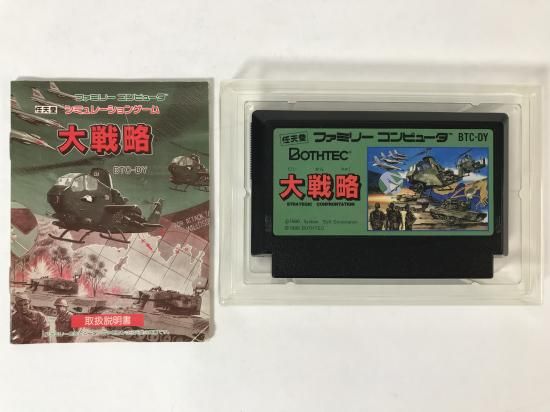 ファミリー コンピュータ
任天堂 シミュレーションゲーム
大戦略
BTC-DY
取扱説明書
任天堂 ファミリー コンピュータ BTC-DY
BOTHTEC
大戦略
STRATEGIC CONFRONTATION
©1988 BOTHTEC